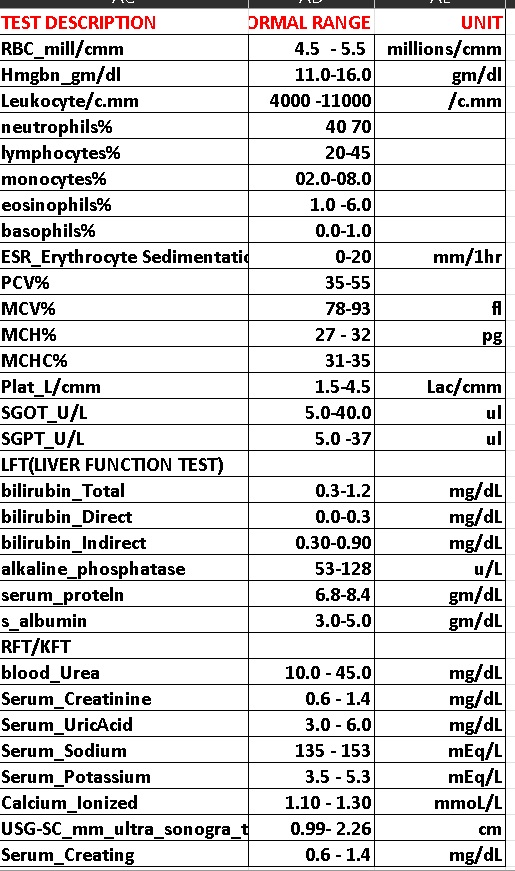 TEST DESCRIPTION ORMAL RANGE UNIT
RBC_mill/cmm 4.5 - 5.5 millions/cmm
Hmgbn_gm/dl 11.0-16.0 gm/dl
Leukocyte/c.mm 4000 -11000 /c.mm
neutrophils% 40 70
lymphocytes% 20-45
monocytes% 02.0-08.0
eosinophils% 1.0 -6.0
basophils% 0.0-1.0
ESR_Erythrocyte Sedimentatio 0-20 mm/1hr
PCV% 35-55
MCV% 78-93 fl
MCH% 27 - 32 pg
MCHC% 31-35
Plat_L/cmm 1.5-4.5 Lac/cmm
SGOT_U/L 5.0-40.0 ul
SGPT_U/L 5.0 -37 ul
LFT(LIVER FUNCTION TEST)
bilirubin_Total 0.3-1.2 mg/dL
bilirubin_Direct 0.0-0.3 mg/dL
bilirubin_Indirect 0.30-0.90 mg/dL
alkaline_phosphatase 53-128 u/L
serum_proteln 6.8-8.4 gm/dL
s_albumin 3.0-5.0 gm/dL
RFT/KFT
blood_Urea 10.0 - 45.0 mg/dL
Serum_Creatinine 0.6 - 1.4 mg/dL
Serum_UricAcid 3.0 - 6.0 mg/dL
Serum_Sodium 135 - 153 mEq/L
Serum_Potassium 3.5 - 5.3 mEq/L
Calcium_Ionized 1.10 - 1.30 mmoL/L
USG-SC_mm_ultra_sonogra_t 0.99- 2.26 cm
Serum_Creating 0.6 - 1.4 mg/dL